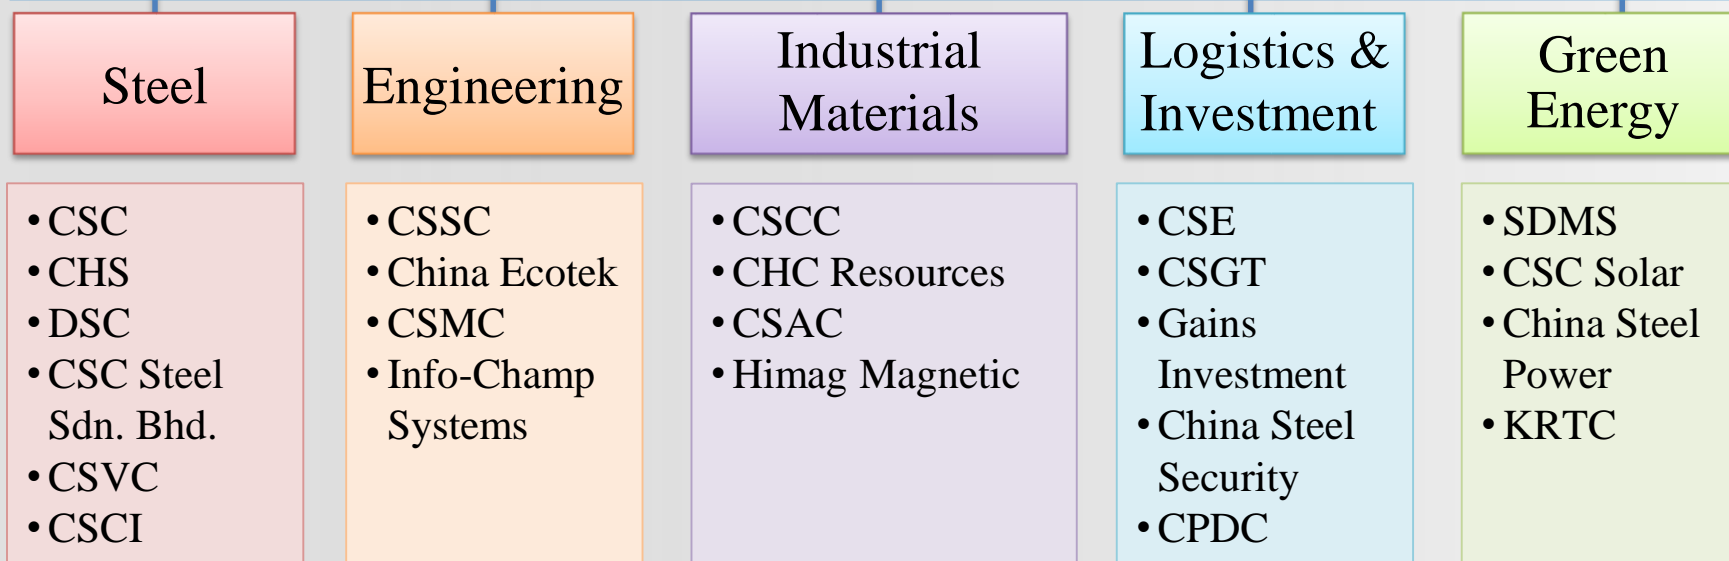 Steel
Engineering
Industrial
Materials
Logistics &
Investment
Green
Energy
• CSC
• CHS
• DSC
• CSC Steel
Sdn. Bhd.
• CSVC
• CSCI
• CSSC
• China Ecotek
• CSMC
• Info-Champ
Systems
• CSCC
• CHC Resources
• CSAC
• Himag Magnetic
• CSE
• CSGT
• Gains
Investment
• China Steel
Security
• CPDC
• SDMS
• CSC Solar
• China Steel
Power
• KRTC